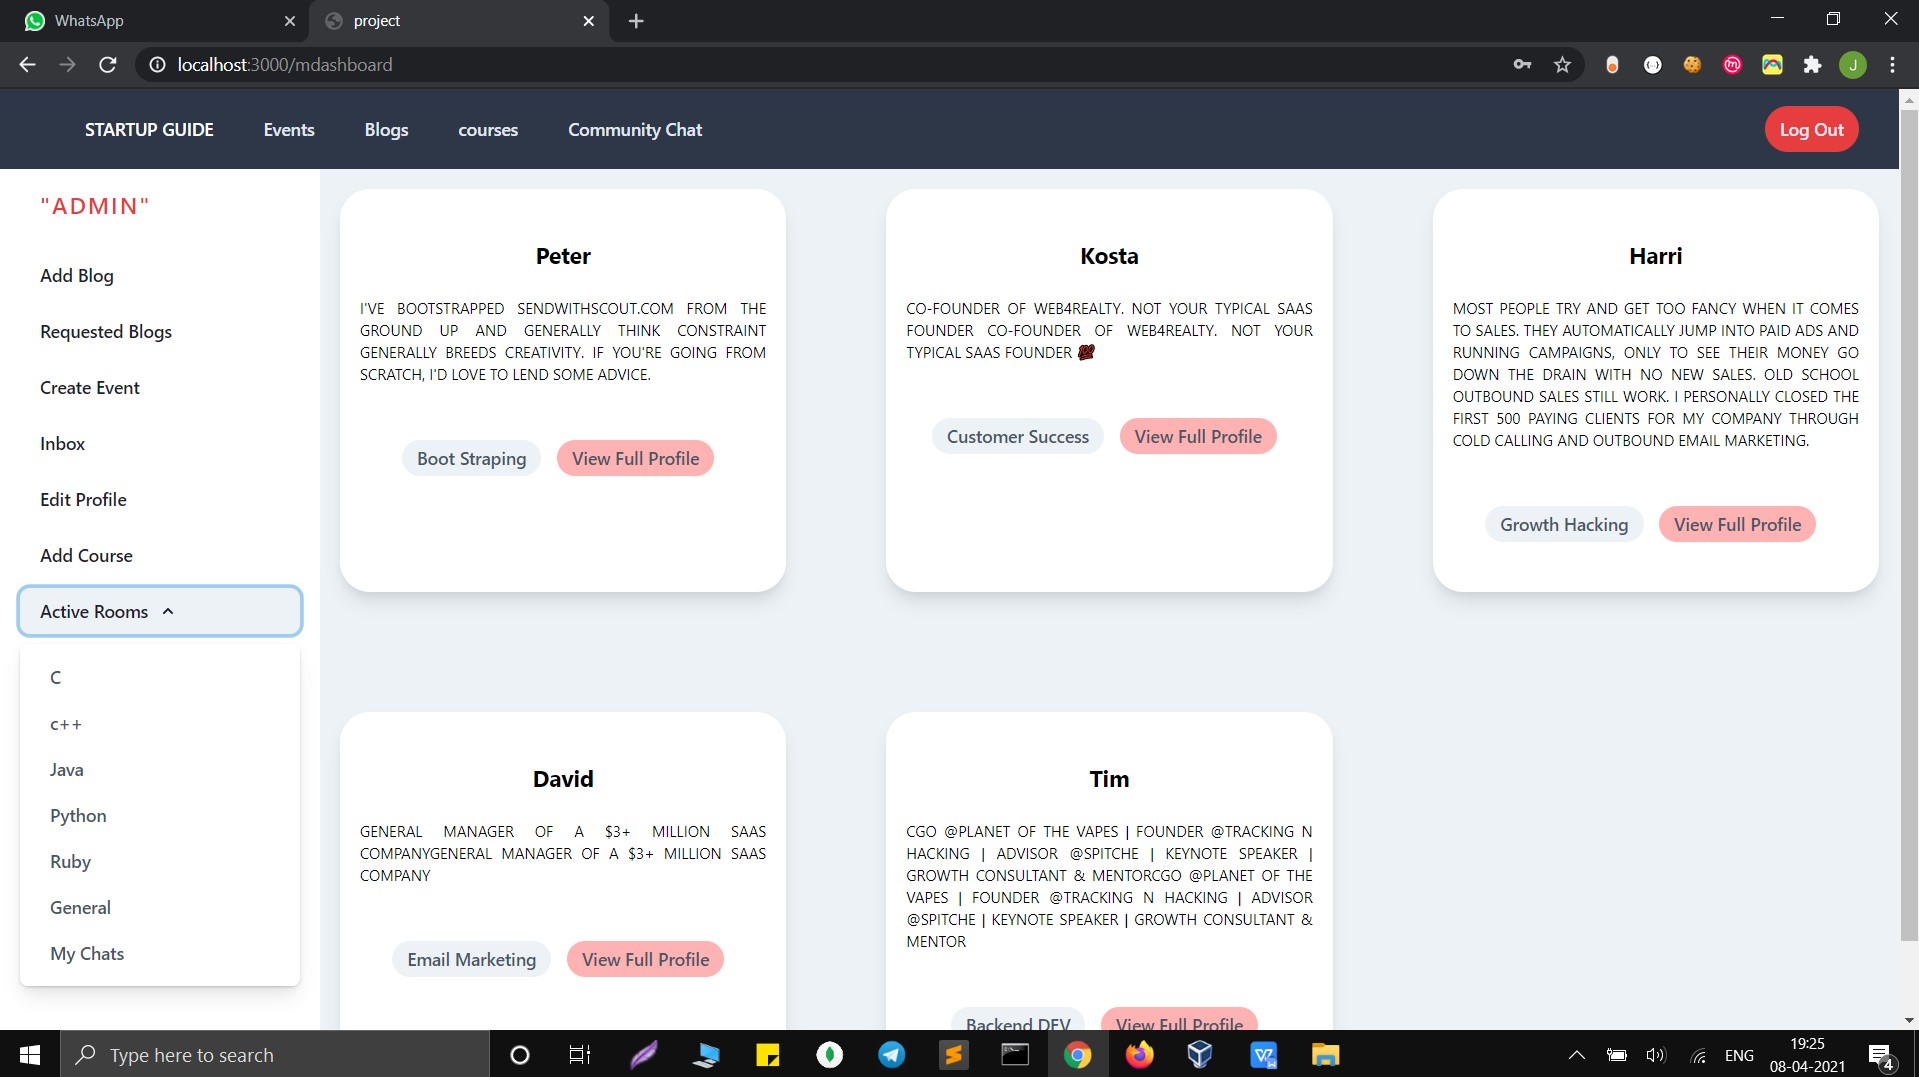 WhatsApp
project
localhost:3000/mdashboard
J
STARTUP GUIDE
Events
Blogs
courses
Community Chat
Log Out
"ADMIN"
Add Blog
Requested Blogs
Create Event
Inbox
Edit Profile
Add Course
Active Rooms
C
c++
Java
Python
Ruby
General
My Chats
Peter
I'VE BOOTSTRAPPED SENDWITHSCOUT.COM FROM THE
GROUND UP AND GENERALLY THINK CONSTRAINT
GENERALLY BREEDS CREATIVITY. IF YOU'RE GOING FROM
SCRATCH, I'D LOVE TO LEND SOME ADVICE.
Boot Straping
View Full Profile
Kosta
CO-FOUNDER OF WEB4REALTY. NOT YOUR TYPICAL SAAS
FOUNDER CO-FOUNDER OF WEB4REALTY. NOT YOUR
TYPICAL SAAS FOUNDER 💯
Customer Success
View Full Profile
Harri
MOST PEOPLE TRY AND GET TOO FANCY WHEN IT COMES
TO SALES. THEY AUTOMATICALLY JUMP INTO PAID ADS AND
RUNNING CAMPAIGNS, ONLY TO SEE THEIR MONEY GO
DOWN THE DRAIN WITH NO NEW SALES. OLD SCHOOL
OUTBOUND SALES STILL WORK. I PERSONALLY CLOSED THE
FIRST 500 PAYING CLIENTS FOR MY COMPANY THROUGH
COLD CALLING AND OUTBOUND EMAIL MARKETING.
Growth Hacking
View Full Profile
David
GENERAL MANAGER OF A $3+ MILLION SAAS
COMPANYGENERAL MANAGER OF A $3+ MILLION SAAS
COMPANY
Email Marketing
View Full Profile
Tim
CGO @PLANET OF THE VAPES | FOUNDER @TRACKING N
HACKING | ADVISOR @SPITCHE | KEYNOTE SPEAKER |
GROWTH CONSULTANT & MENTORCGO @PLANET OF THE
VAPES | FOUNDER @TRACKING N HACKING | ADVISOR
@SPITCHE | KEYNOTE SPEAKER | GROWTH CONSULTANT &
MENTOR
Backend DEV
View Full Profile
Type here to search
ENG
19:25
08-04-2021
4